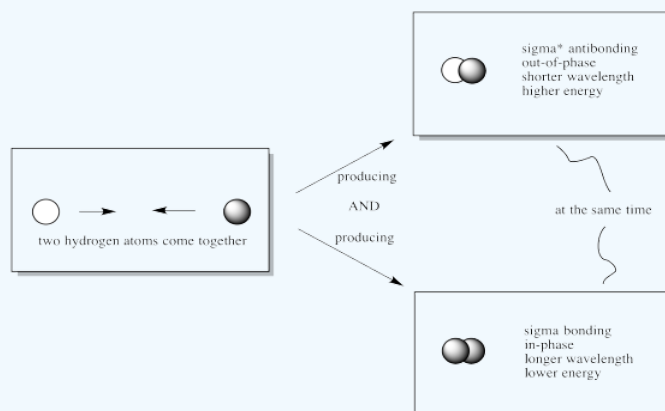 sigma* antibonding
out-of-phase
shorter wavelength
higher energy
producing
AND
producing
at the same time
two hydrogen atoms come together
sigma bonding
in-phase
longer wavelength
lower energy